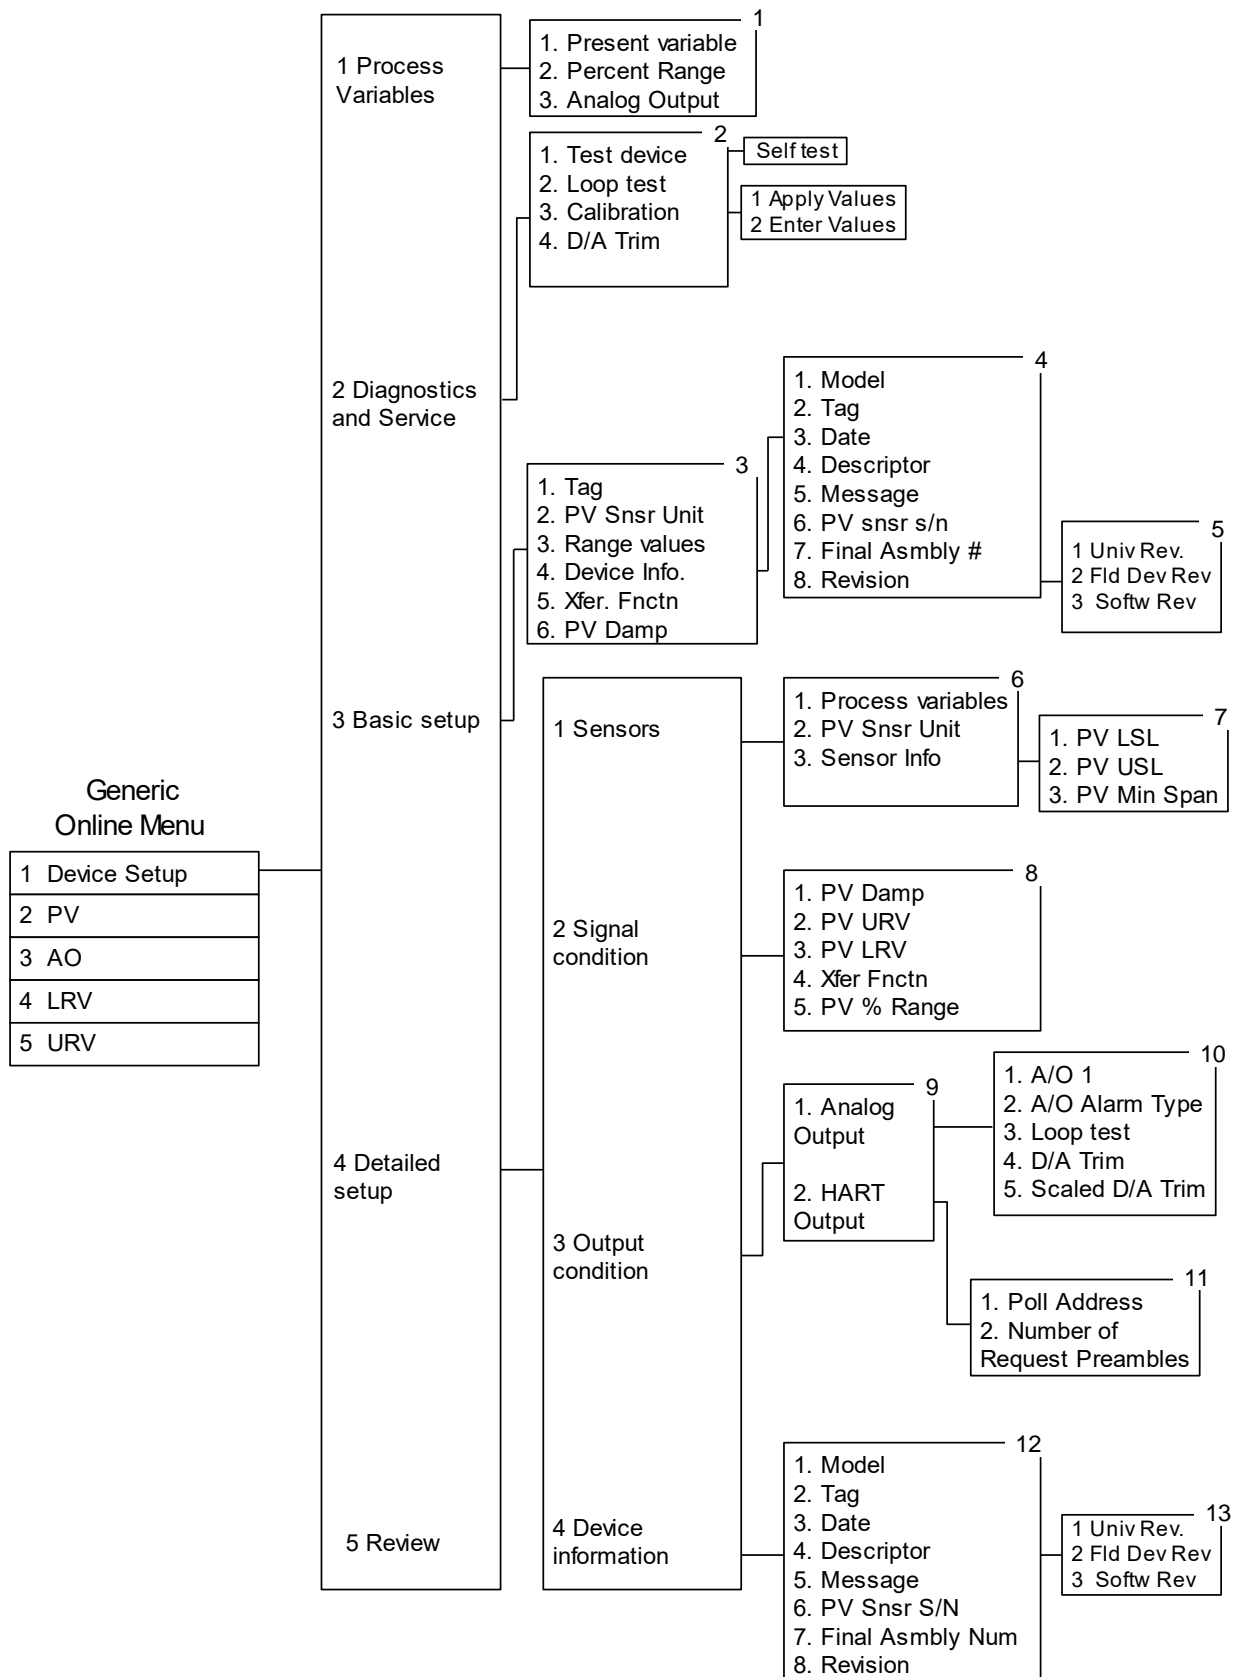 Generic
Online Menu
1 Device Setup
2 PV
3 AO
4 LRV
5 URV
1 Process
Variables
2 Diagnostics
and Service
3 Basic setup
4 Detailed
setup
5 Review
1
1. Present variable
2. Percent Range
3. Analog Output
2
1. Test device
2. Loop test
3. Calibration
4. D/A Trim
Self test
1 Apply Values
2 Enter Values
3
1. Tag
2. PV Snsr Unit
3. Range values
4. Device Info.
5. Xfer. Fnctn
6. PV Damp
4
1. Model
2. Tag
3. Date
4. Descriptor
5. Message
6. PV snsr s/n
7. Final Asmbly #
8. Revision
5
1 Univ Rev.
2 Fld Dev Rev
3 Softw Rev
1 Sensors
2 Signal
condition
3 Output
condition
4 Device
information
6
1. Process variables
2. PV Snsr Unit
3. Sensor Info
7
1. PV LSL
2. PV USL
3. PV Min Span
8
1. PV Damp
2. PV URV
3. PV LRV
4. Xfer Fnctn
5. PV % Range
9
1. Analog
Output
2. HART
Output
10
1. A/O 1
2. A/O Alarm Type
3. Loop test
4. D/A Trim
5. Scaled D/A Trim
11
1. Poll Address
2. Number of
Request Preambles
12
1. Model
2. Tag
3. Date
4. Descriptor
5. Message
6. PV Snsr S/N
7. Final Asmbly Num
8. Revision
13
1 Univ Rev.
2 Fld Dev Rev
3 Softw Rev